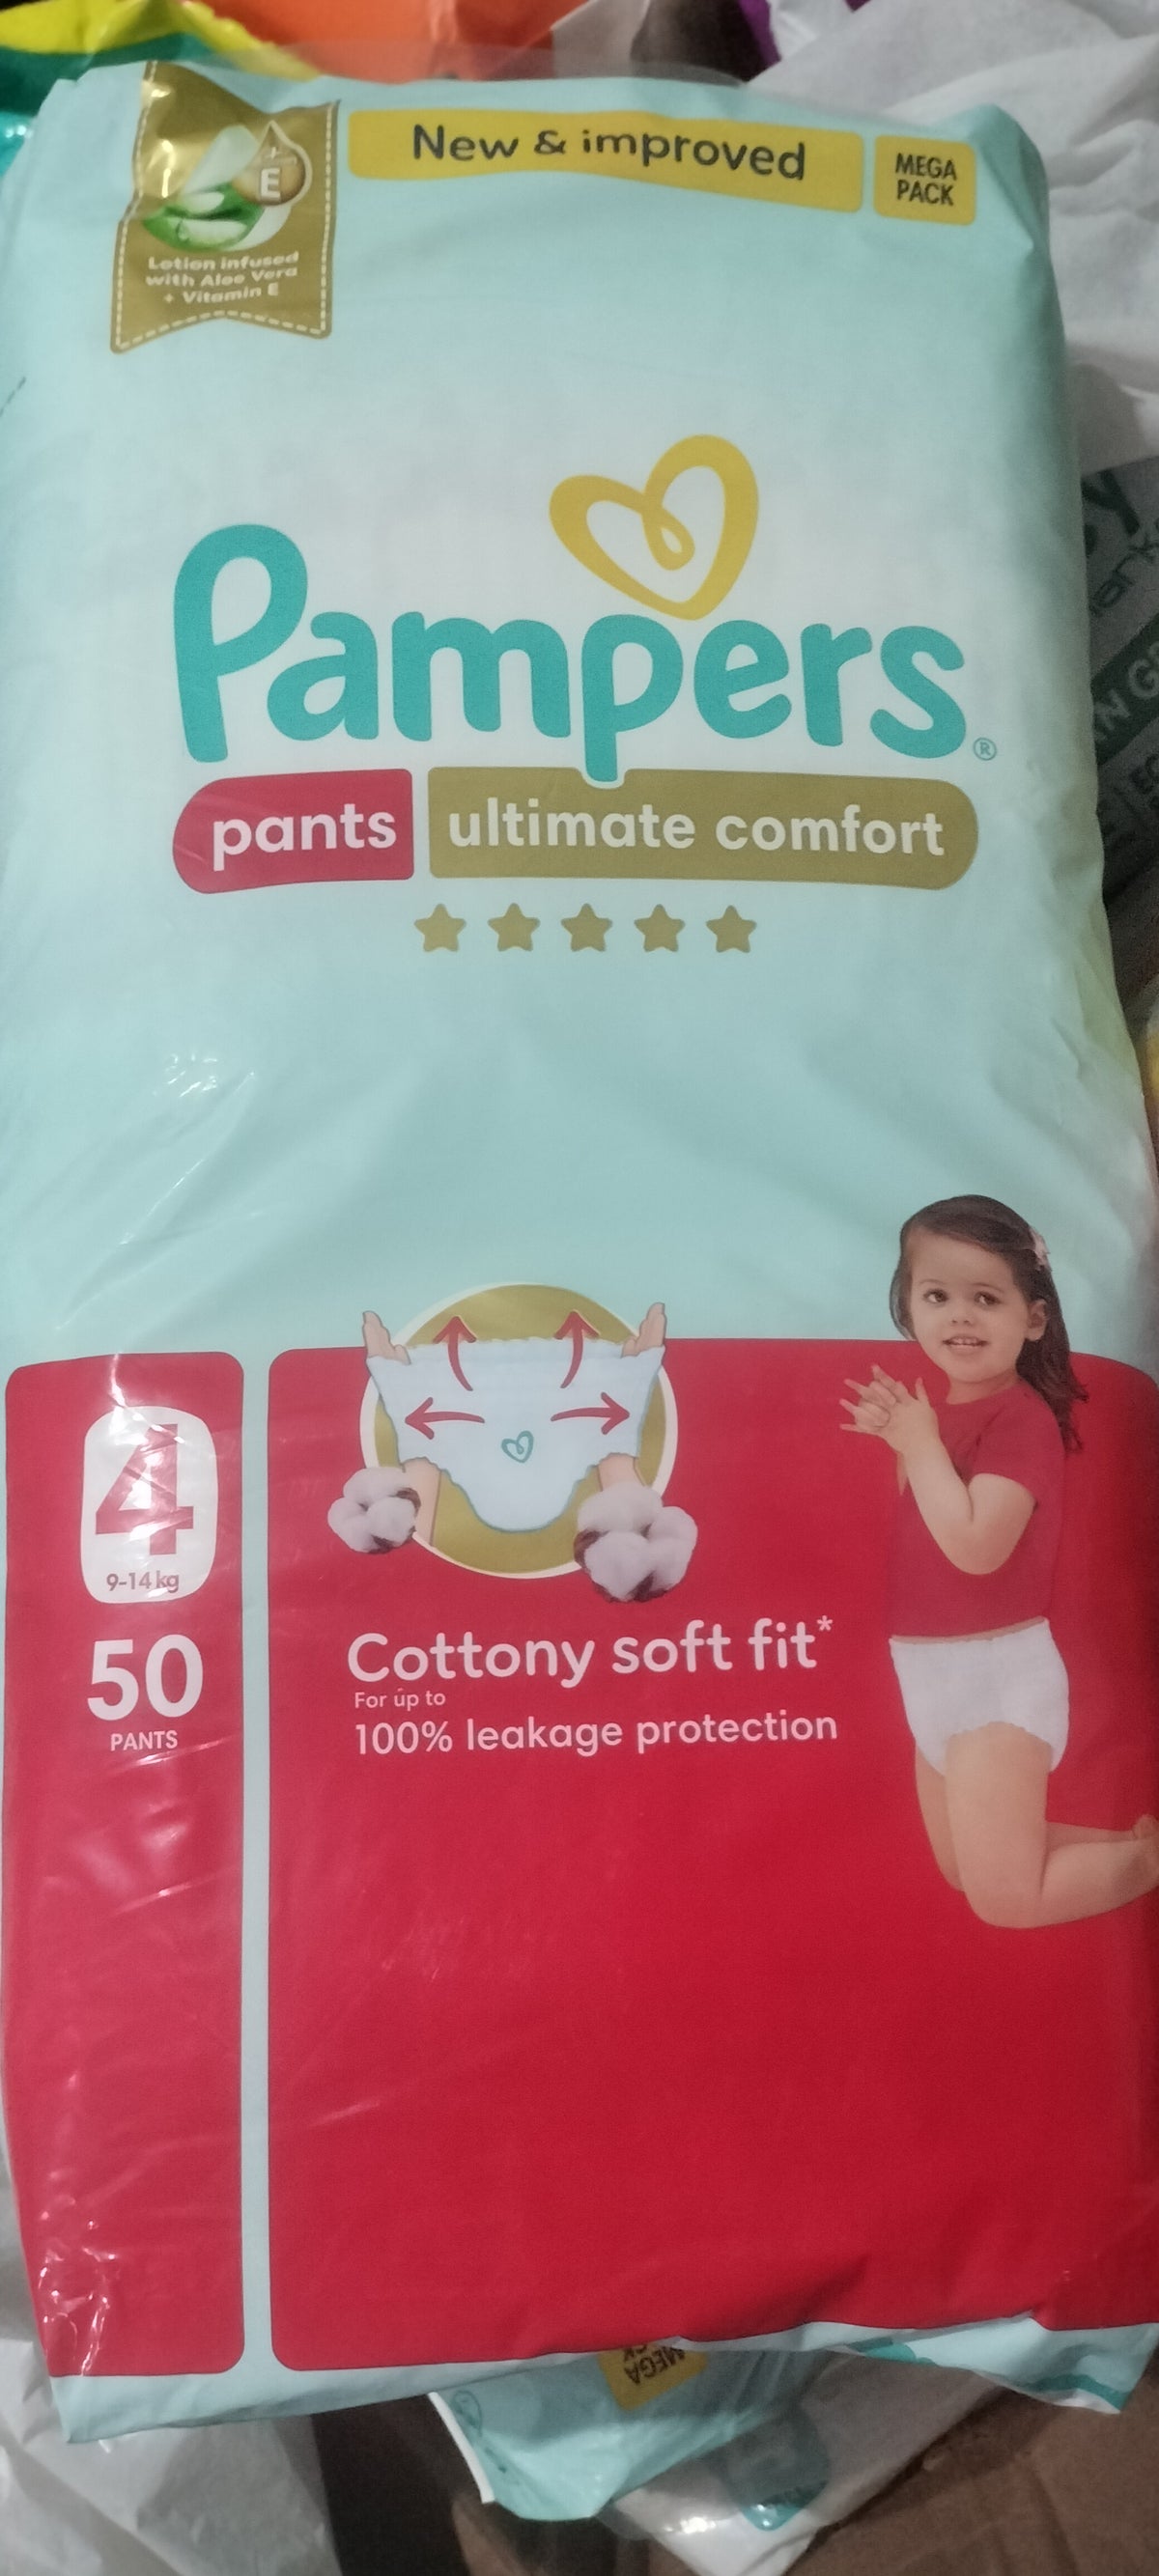 New & improved
MEGA
PACK
E
Lotion infused
with Aloe Vera
+ Vitamin E
Pampers®
pants ultimate comfort
4
9-14 kg
50
PANTS
Cottony soft fit*
For up to
100% leakage protection
MEGA